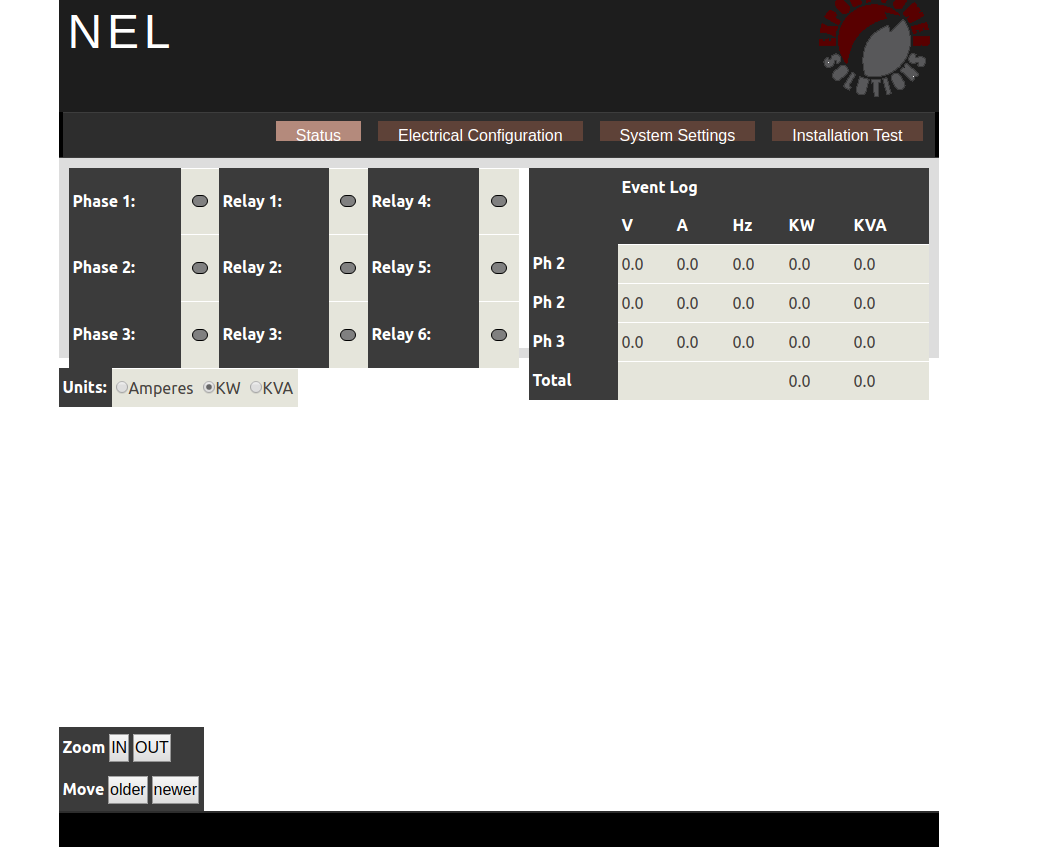 NEL
SOLUTIONS
Status Electrical Configuration System Settings Installation Test
Phase 1: Relay 1: Relay 4:
Phase 2: Relay 2: Relay 5:
Phase 3: Relay 3: Relay 6:
Event Log
V A Hz KW KVA
Ph 2 0.0 0.0 0.0 0.0 0.0
Ph 2 0.0 0.0 0.0 0.0 0.0
Ph 3 0.0 0.0 0.0 0.0 0.0
Total 0.0 0.0
Units: Amperes KW KVA
Zoom IN OUT
Move older newer